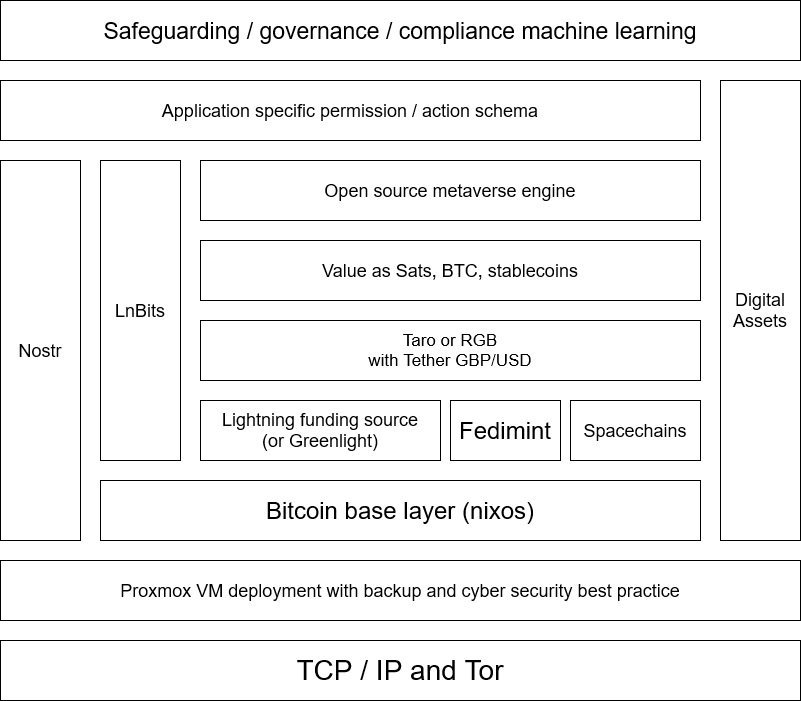 Safeguarding / governance / compliance machine learning
Application specific permission / action schema
Nostr
LnBits
Open source metaverse engine
Value as Sats, BTC, stablecoins
Taro or RGB
with Tether GBP/USD
Lightning funding source
(or Greenlight)
Fedimint
Spacechains
Digital
Assets
Bitcoin base layer (nixos)
Proxmox VM deployment with backup and cyber security best practice
TCP / IP and Tor